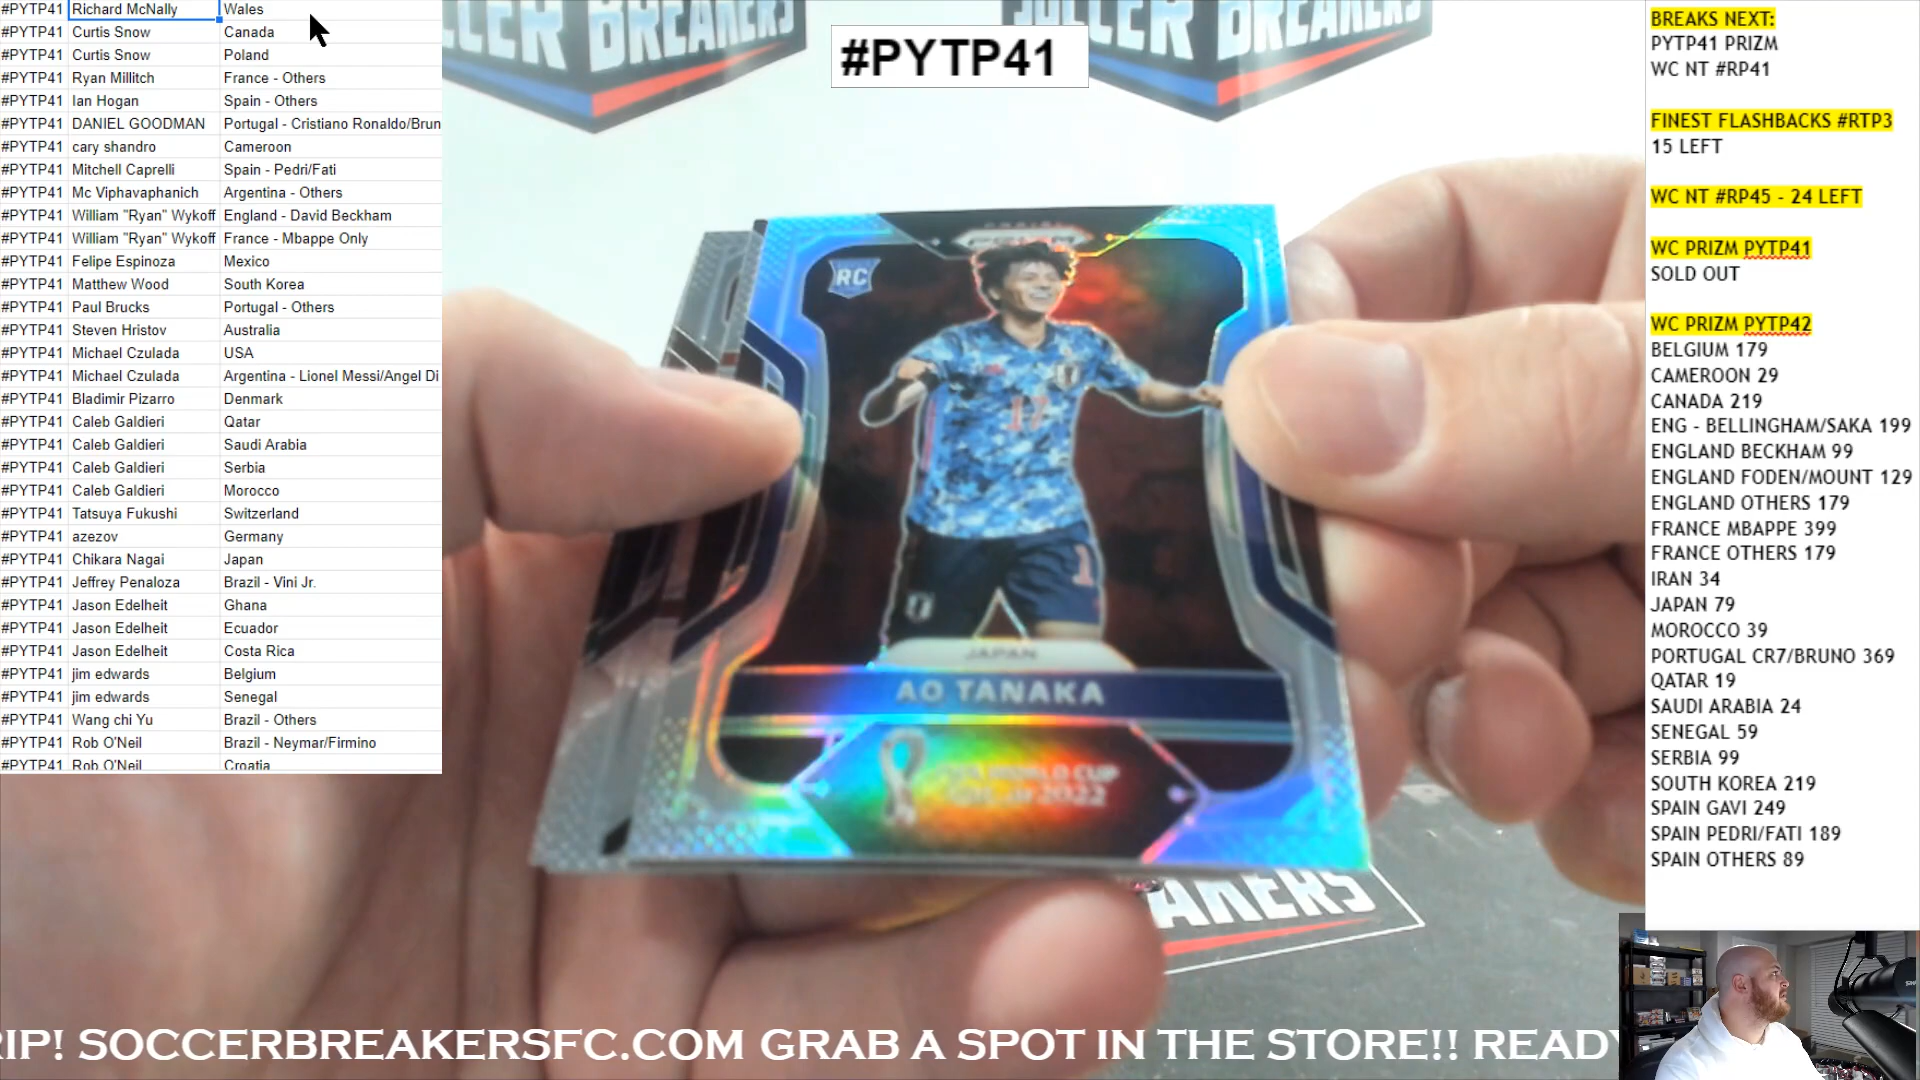 #PYTP41 Richard McNally Wales
#PYTP41 Curtis Snow Canada
#PYTP41 Curtis Snow Poland
#PYTP41 Ryan Millitch France - Others
#PYTP41 Ian Hogan Spain - Others
#PYTP41 DANIEL GOODMAN Portugal - Cristiano Ronaldo/Brun
#PYTP41 cary shandro Cameroon
#PYTP41 Mitchell Caprelli Spain - Pedri/Fati
#PYTP41 Mc Viphavaphanich Argentina - Others
#PYTP41 William "Ryan" Wykoff England - David Beckham
#PYTP41 William "Ryan" Wykoff France - Mbappe Only
#PYTP41 Felipe Espinoza Mexico
#PYTP41 Matthew Wood South Korea
#PYTP41 Paul Brucks Portugal - Others
#PYTP41 Steven Hristov Australia
#PYTP41 Michael Czulada USA
#PYTP41 Michael Czulada Argentina - Lionel Messi/Angel Di
#PYTP41 Bladimir Pizarro Denmark
#PYTP41 Caleb Galdieri Qatar
#PYTP41 Caleb Galdieri Saudi Arabia
#PYTP41 Caleb Galdieri Serbia
#PYTP41 Caleb Galdieri Morocco
#PYTP41 Tatsuya Fukushi Switzerland
#PYTP41 azezov Germany
#PYTP41 Chikara Nagai Japan
#PYTP41 Jeffrey Penaloza Brazil - Vini Jr.
#PYTP41 Jason Edelheit Ghana
#PYTP41 Jason Edelheit Ecuador
#PYTP41 Jason Edelheit Costa Rica
#PYTP41 jim edwards Belgium
#PYTP41 jim edwards Senegal
#PYTP41 Wang chi Yu Brazil - Others
#PYTP41 Rob O'Neil Brazil - Neymar/Firmino
#PYTP41 Rob O'Neil Croatia
#PYTP41
RC
17
JAPAN
AO TANAKA
WORLD CUP
2022
BREAKERS
BREAKS NEXT:
PYTP41 PRIZM
WC NT #RP41
FINEST FLASHBACKS #RTP3
15 LEFT
WC NT #RP45 - 24 LEFT
WC PRIZM PYTP41
SOLD OUT
WC PRIZM PYTP42
BELGIUM 179
CAMEROON 29
CANADA 219
ENG - BELLINGHAM/SAKA 199
ENGLAND BECKHAM 99
ENGLAND FODEN/MOUNT 129
ENGLAND OTHERS 179
FRANCE MBAPPE 399
FRANCE OTHERS 179
IRAN 34
JAPAN 79
MOROCCO 39
PORTUGAL CR7/BRUNO 369
QATAR 19
SAUDI ARABIA 24
SENEGAL 59
SERBIA 99
SOUTH KOREA 219
SPAIN GAVI 249
SPAIN PEDRI/FATI 189
SPAIN OTHERS 89
RIP! SOCCERBREAKERSFC.COM GRAB A SPOT IN THE STORE!! READY